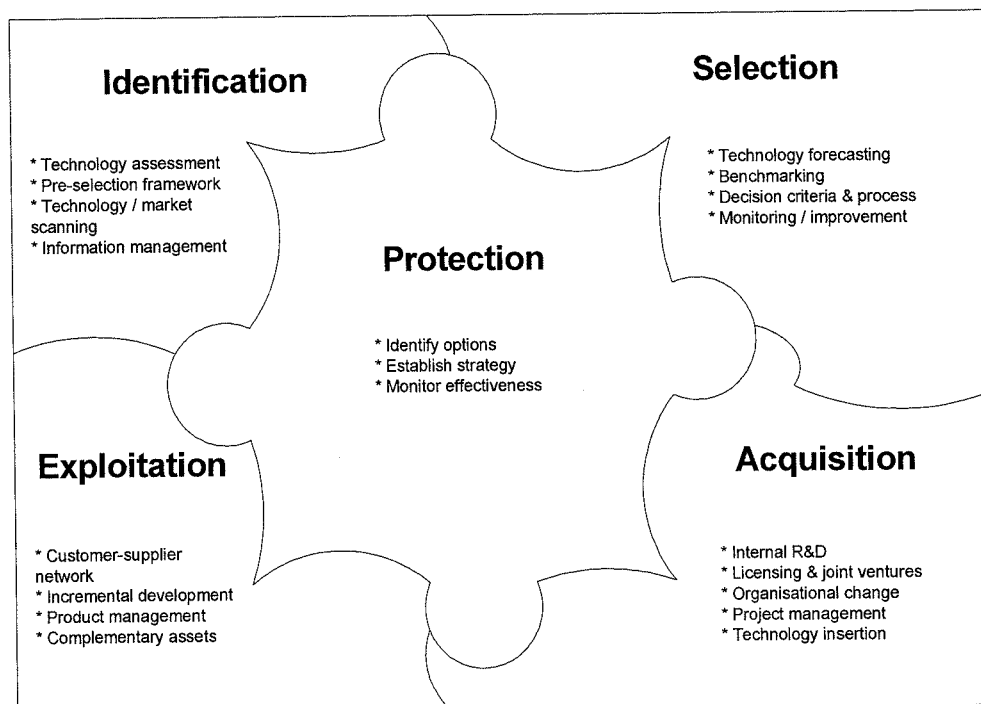 Identification
* Technology assessment
* Pre-selection framework
* Technology / market
scanning
* Information management
Selection
* Technology forecasting
* Benchmarking
* Decision criteria & process
* Monitoring / improvement
Protection
* Identify options
* Establish strategy
* Monitor effectiveness
Exploitation
* Customer-supplier
network
* Incremental development
* Product management
* Complementary assets
Acquisition
* Internal R&D
* Licensing & joint ventures
* Organisational change
* Project management
* Technology insertion